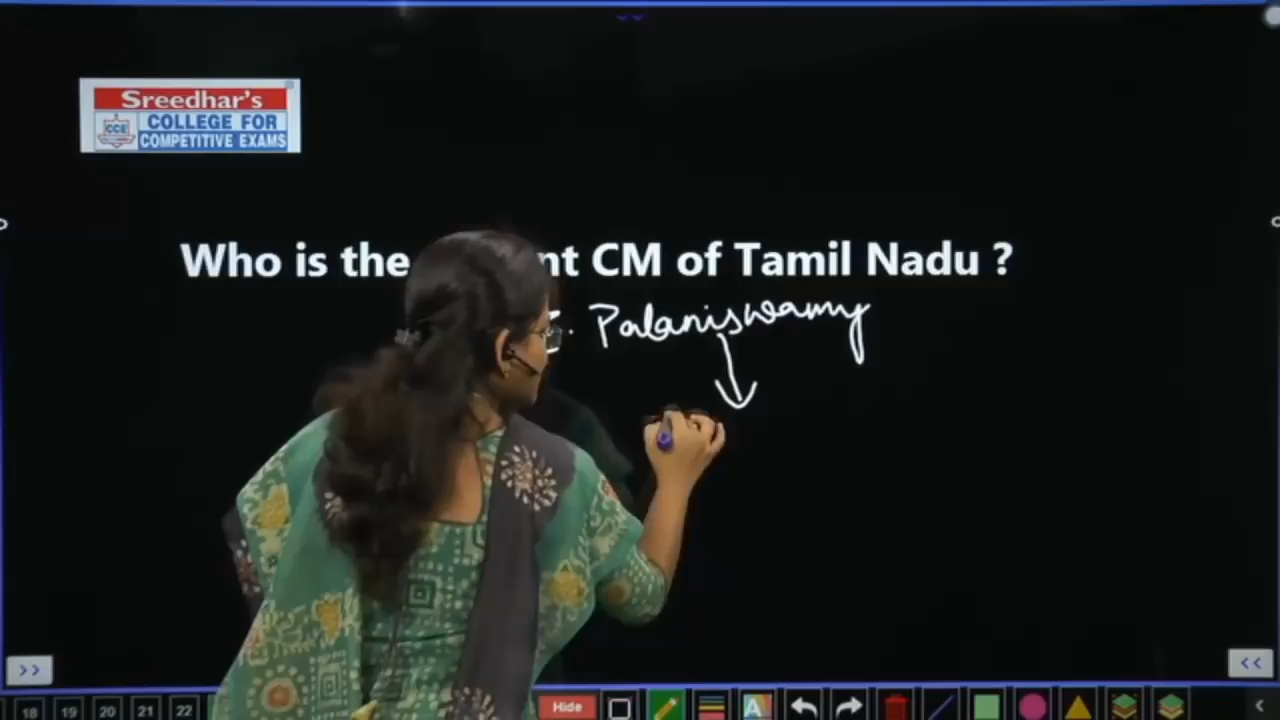 Sreedhar's
CCE
COLLEGE FOR
COMPETITIVE EXAMS
Who is the nt CM of Tamil Nadu ?
E. Palaniswamy
>>
<<
18 19 20 21 22
Hide
A